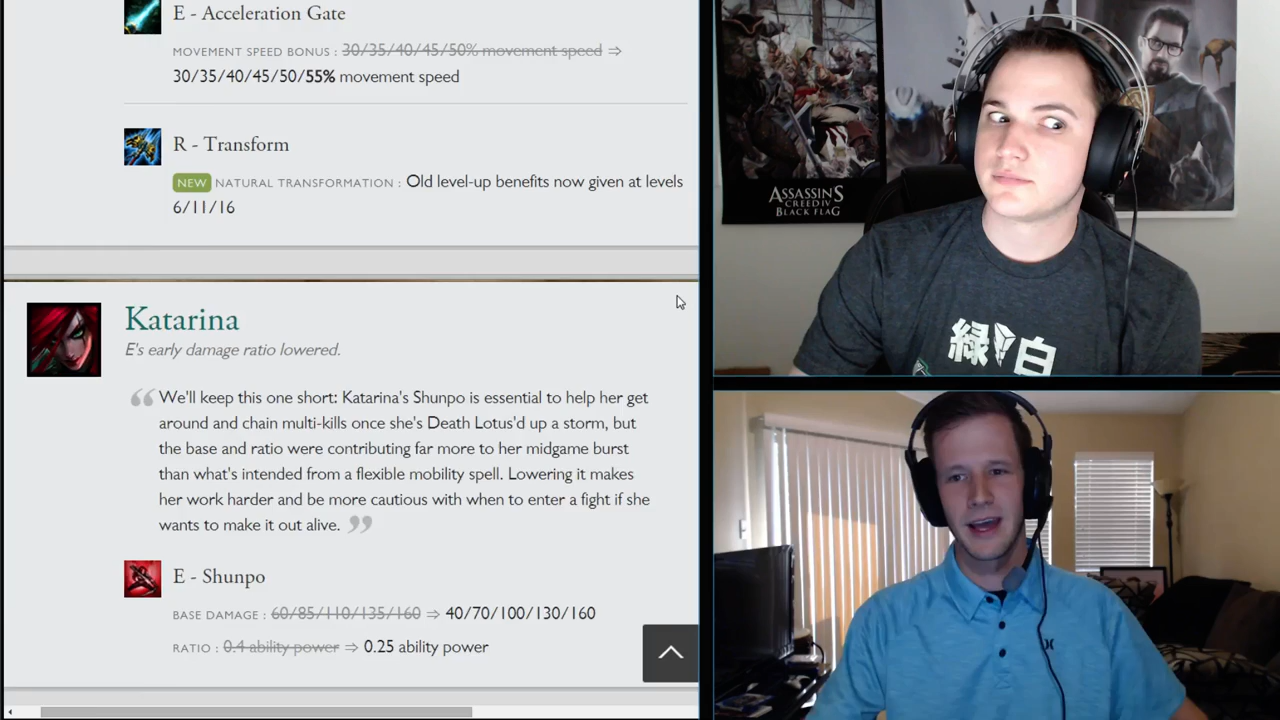 E - Acceleration Gate
MOVEMENT SPEED BONUS : 30/35/40/45/50% movement speed ⇒
30/35/40/45/50/55% movement speed
R - Transform
NEW NATURAL TRANSFORMATION : Old level-up benefits now given at levels
6/11/16
Katarina
E's early damage ratio lowered.
“ We'll keep this one short: Katarina's Shunpo is essential to help her get
around and chain multi-kills once she's Death Lotus'd up a storm, but
the base and ratio were contributing far more to her midgame burst
than what's intended from a flexible mobility spell. Lowering it makes
her work harder and be more cautious with when to enter a fight if she
wants to make it out alive. ”
E - Shunpo
BASE DAMAGE : 60/85/110/135/160 ⇒ 40/70/100/130/160
RATIO : 0.4 ability power ⇒ 0.25 ability power
ASSASSIN'S
CREED IV
BLACK FLAG
緑 白